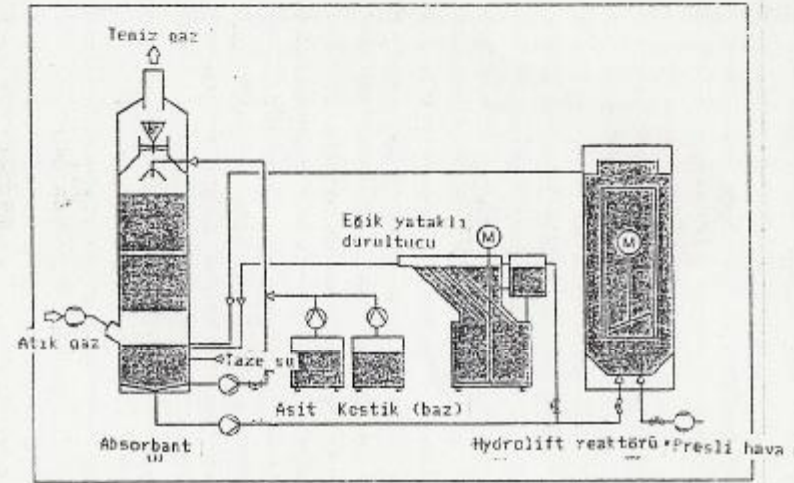 Temiz gaz
Eğik yataklı
durultucu
M
M
Atık gaz
Taze su
Asit Kostik (baz)
Absorbant
Hydrolift reaktörü
Presli hava